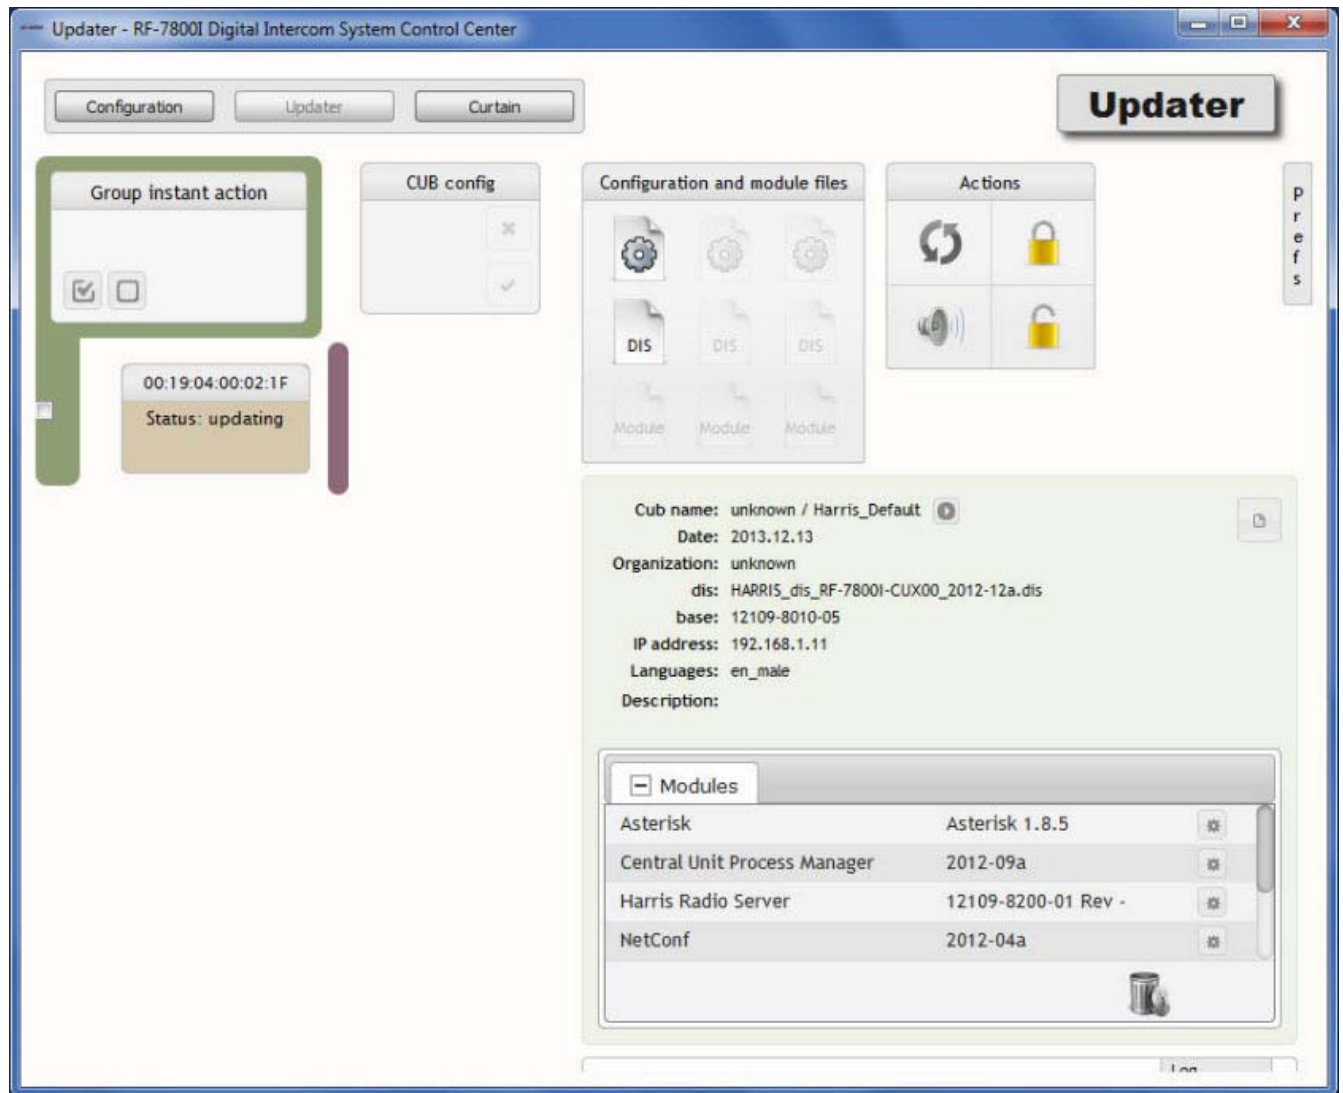 Updater - RF-7800I Digital Intercom System Control Center
Configuration
Updater
Curtain
Updater
Group instant action
CUB config
Configuration and module files
Actions
Prefs
DIS
DIS
DIS
Module
Module
Module
00:19:04:00:02:1F
Status: updating
Cub name: unknown / Harris_Default
Date: 2013.12.13
Organization: unknown
dis: HARRIS_dis_RF-7800I-CUX00_2012-12a.dis
base: 12109-8010-05
IP address: 192.168.1.11
Languages: en_male
Description:
Modules
Asterisk Asterisk 1.8.5
Central Unit Process Manager 2012-09a
Harris Radio Server 12109-8200-01 Rev -
NetConf 2012-04a
Log